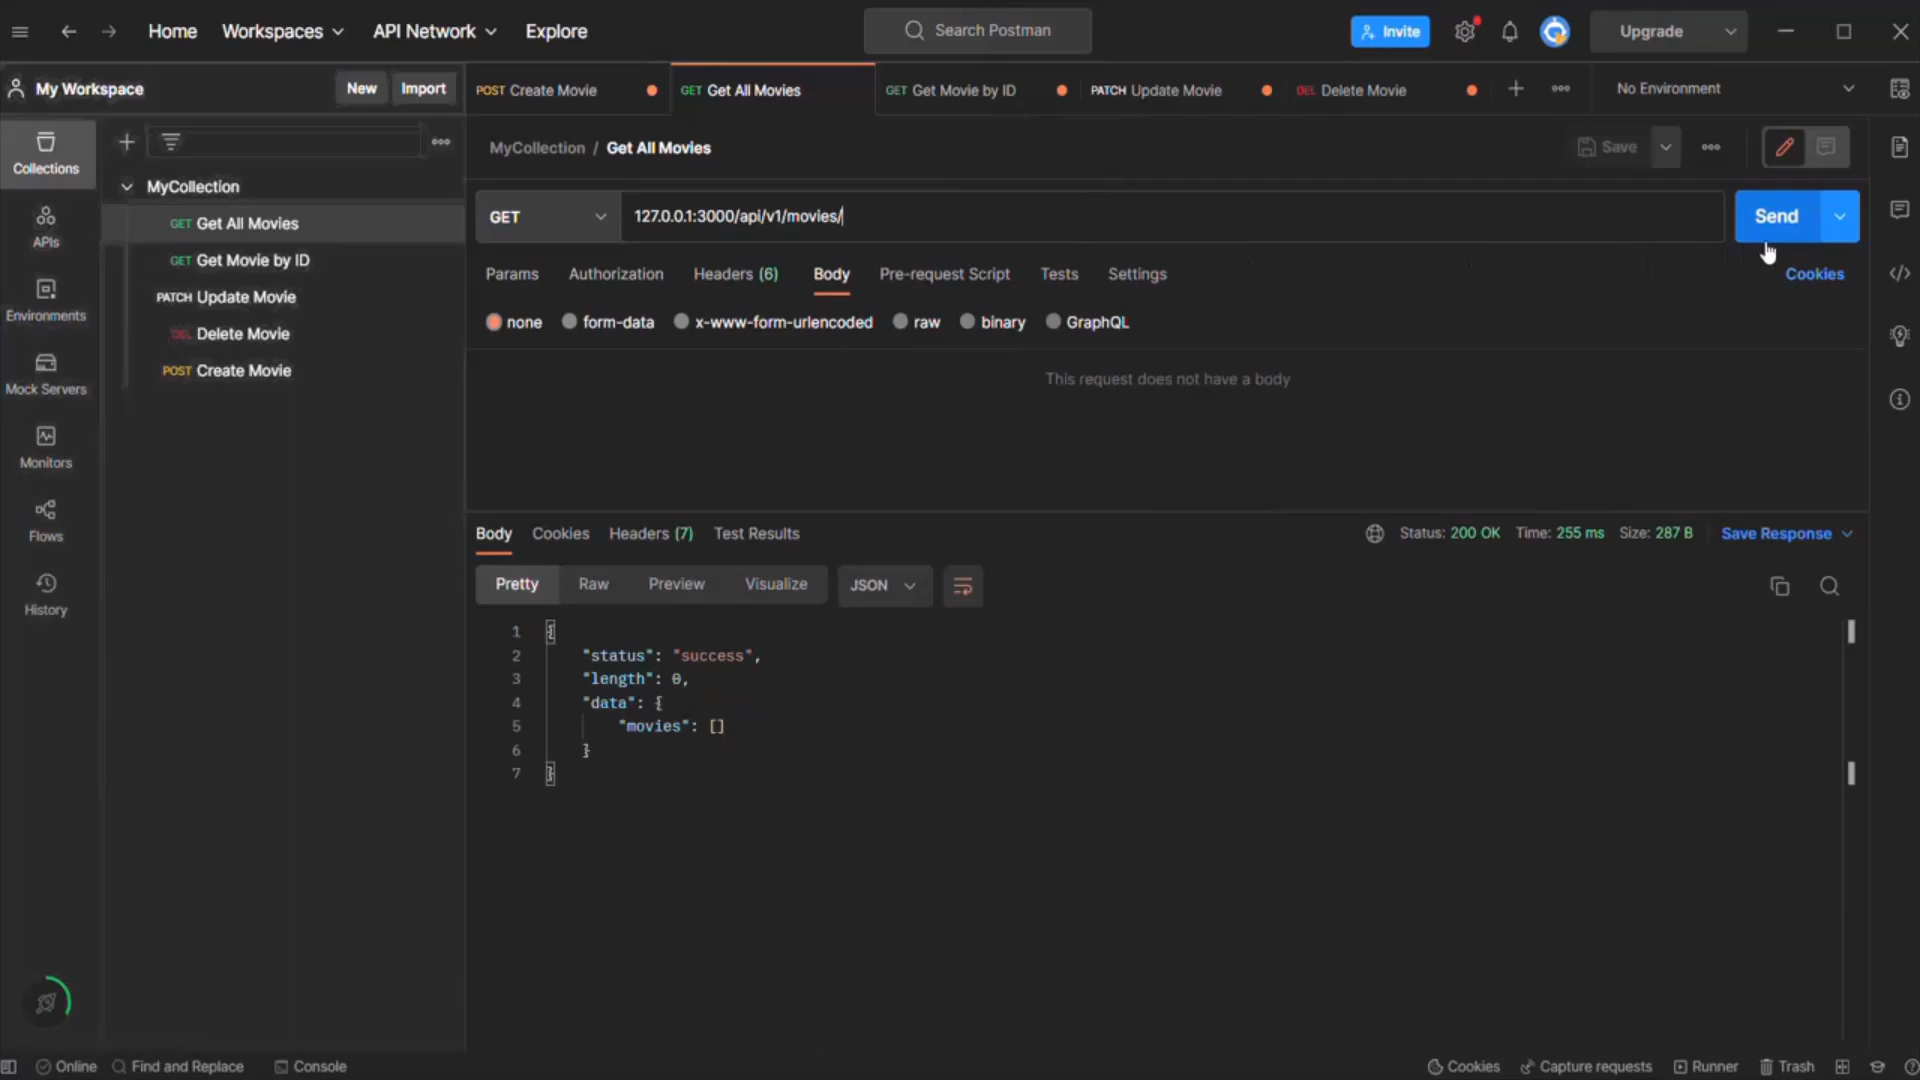 Home Workspaces API Network Explore Search Postman Invite Upgrade
My Workspace New Import POST Create Movie GET Get All Movies GET Get Movie by ID PATCH Update Movie DEL Delete Movie No Environment
MyCollection / Get All Movies Save
Collections
MyCollection
GET Get All Movies
GET Get Movie by ID
PATCH Update Movie
DEL Delete Movie
POST Create Movie
APIs
Environments
Mock Servers
Monitors
Flows
History
GET 127.0.0.1:3000/api/v1/movies/ Send
Params Authorization Headers (6) Body Pre-request Script Tests Settings Cookies
none form-data x-www-form-urlencoded raw binary GraphQL
This request does not have a body
Body Cookies Headers (7) Test Results Status: 200 OK Time: 255 ms Size: 287 B Save Response
Pretty Raw Preview Visualize JSON
1 {
2 "status": "success",
3 "length": 0,
4 "data": {
5 "movies": []
6 }
7 }
Online Find and Replace Console Cookies Capture requests Runner Trash